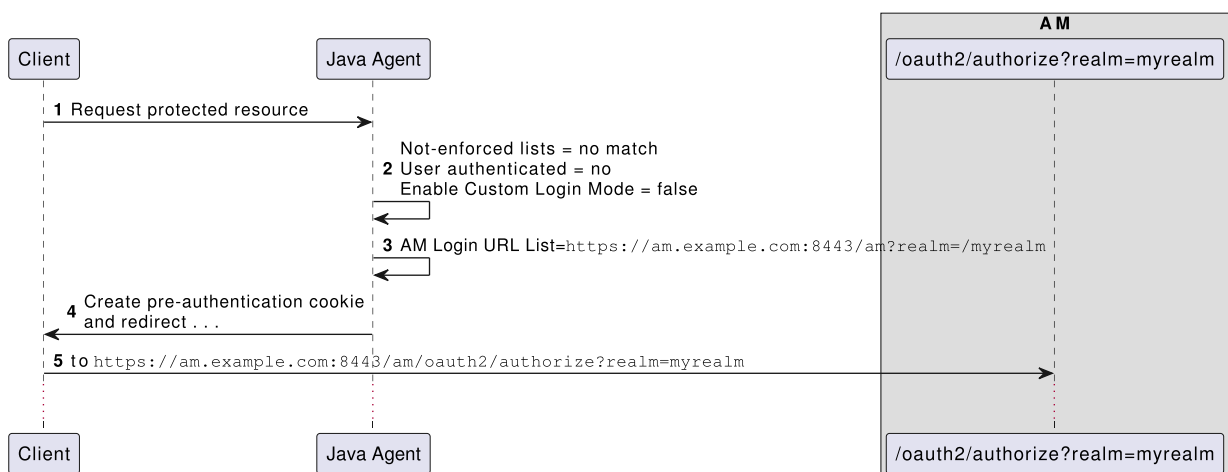 AM
Client
Java Agent
/oauth2/authorize?realm=myrealm
1 Request protected resource
Not-enforced lists = no match
2 User authenticated = no
Enable Custom Login Mode = false
3 AM Login URL List=https://am.example.com:8443/am?realm=/myrealm
4 Create pre-authentication cookie
and redirect . . .
5 to https://am.example.com:8443/am/oauth2/authorize?realm=myrealm
Client
Java Agent
/oauth2/authorize?realm=myrealm